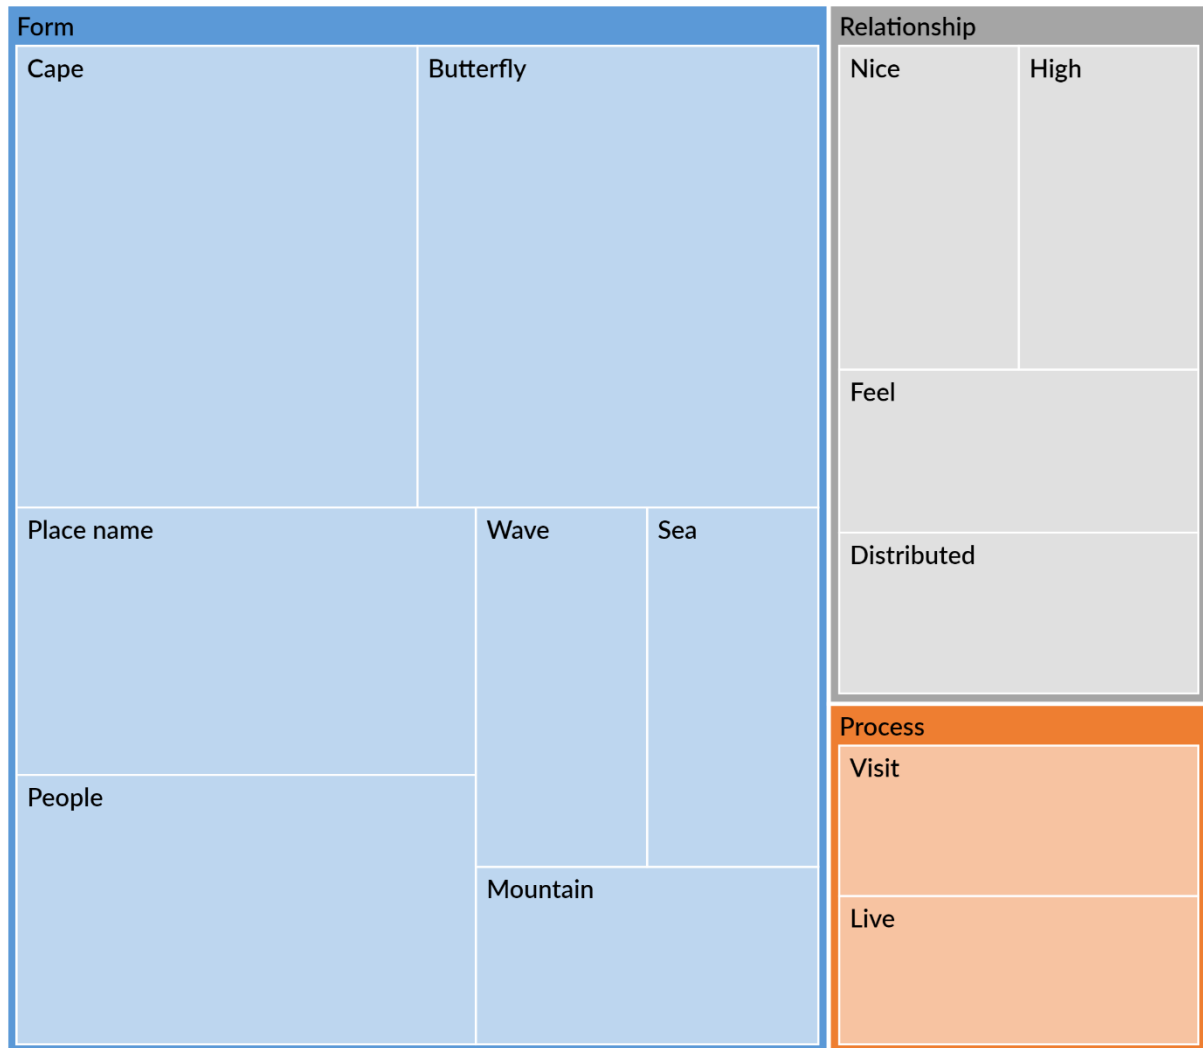 Form
Cape
Butterfly
Place name
Wave
Sea
People
Mountain
Relationship
Nice
High
Feel
Distributed
Process
Visit
Live